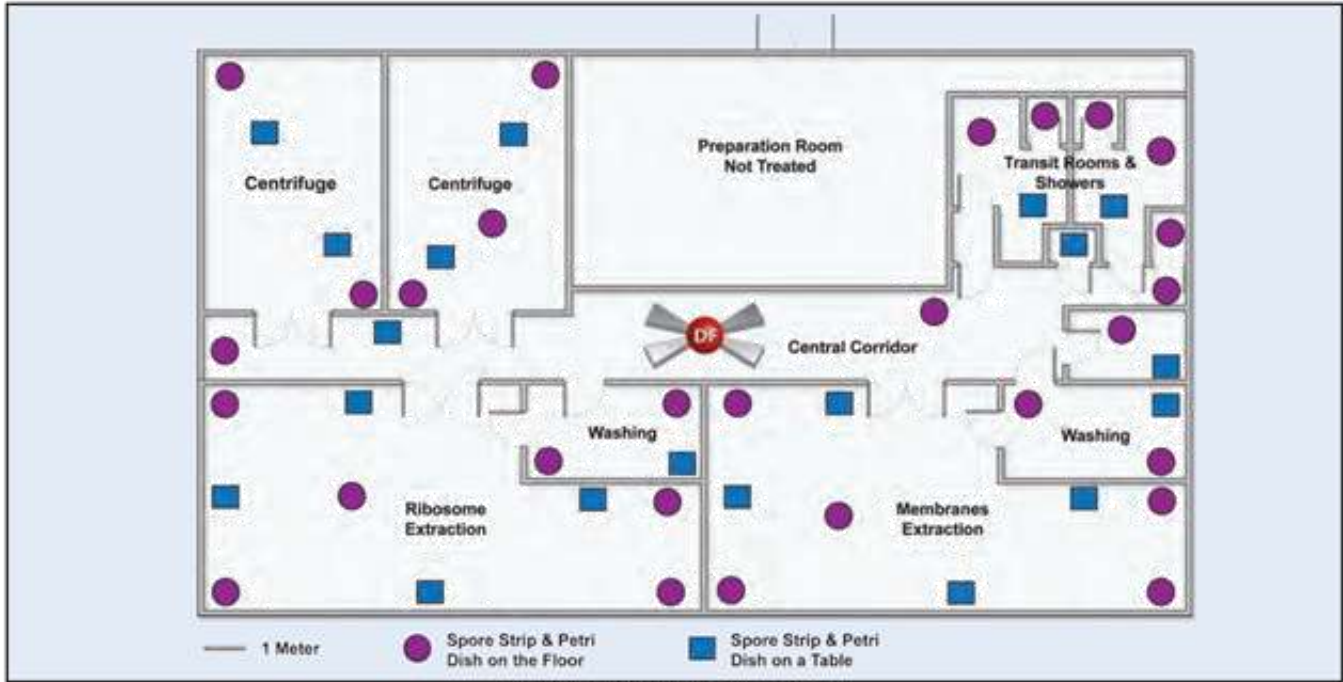 Preparation Room
Not Treated
Transit Rooms &
Showers
Centrifuge
Centrifuge
DF
Central Corridor
Washing
Washing
Ribosome
Extraction
Membranes
Extraction
1 Meter
Spore Strip & Petri
Dish on the Floor
Spore Strip & Petri
Dish on a Table